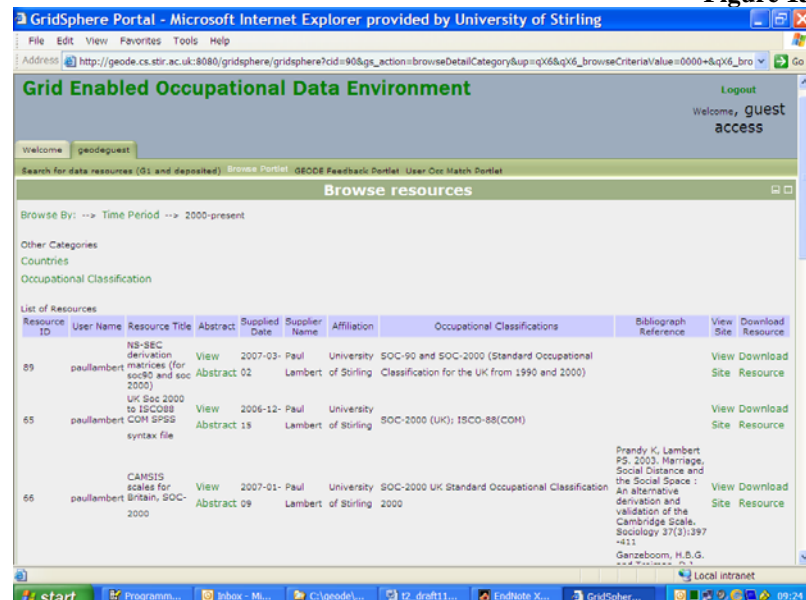 Figure
GridSphere Portal - Microsoft Internet Explorer provided by University of Stirling
File Edit View Favorites Tools Help
Address http://geode.cs.stir.ac.uk:8080/gridsphere/gridsphere?cid=90&gs_action=browseDetailCategory&up=qX6&qX6_browseCriteriaValue=0000+&qX6_bro Go
Grid Enabled Occupational Data Environment
Logout
Welcome, guest
access
Welcome geodeguest
Search for data resources (G1 and deposited) Browse Portlet GEODE Feedback Portlet User Occ Match Portlet
Browse resources
Browse By: --> Time Period --> 2000-present
Other Categories
Countries
Occupational Classification
List of Resources
Resource ID User Name Resource Title Abstract Supplied Date Supplier Name Affiliation Occupational Classifications Bibliograph Reference View Site Download Resource
89 paullambert NS-SEC derivation matrices (for soc90 and soc 2000) View Abstract 2007-03-02 Paul Lambert University of Stirling SOC-90 and SOC-2000 (Standard Occupational Classification for the UK from 1990 and 2000) View Site Download Resource
65 paullambert UK Soc 2000 to ISCO88 COM SPSS syntax file View Abstract 2006-12-15 Paul Lambert University of Stirling SOC-2000 (UK); ISCO-88(COM) View Site Download Resource
66 paullambert CAMSIS scales for Britain, SOC-2000 View Abstract 2007-01-09 Paul Lambert University of Stirling SOC-2000 UK Standard Occupational Classification 2000
Prandy K, Lambert
PS. 2003. Marriage,
Social Distance and
the Social Space :
An alternative
derivation and
validation of the
Cambridge Scale.
Sociology 37(3):397
-411
View Site Download Resource
Ganzeboom, H.B.G.
Local intranet
start Programm... Inbox - Mi... C:\geode\... t2_draft11... EndNote X... GridSpher... 09:24